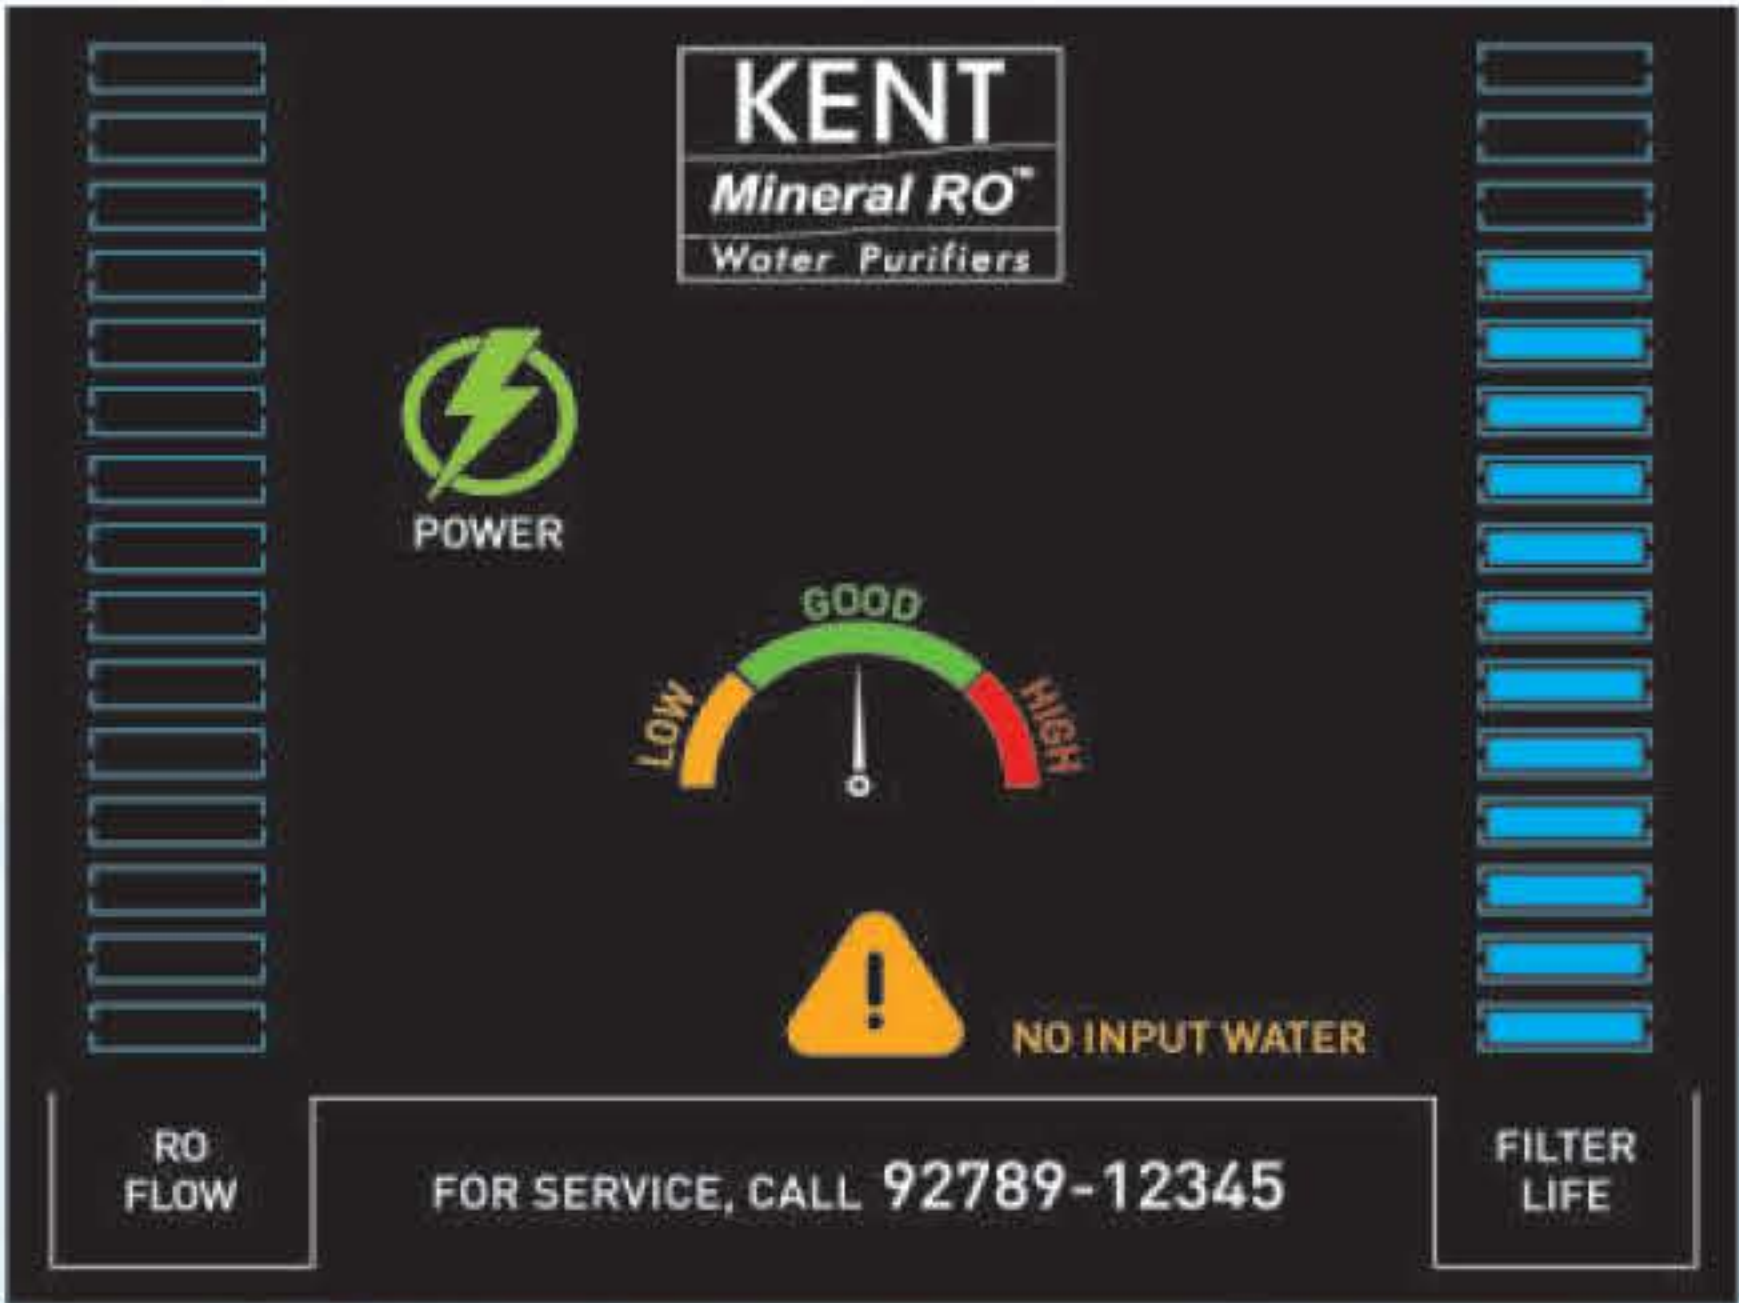 KENT
Mineral RO™
Water Purifiers
POWER
GOOD
LOW
HIGH
NO INPUT WATER
RO
FLOW
FOR SERVICE, CALL 92789-12345
FILTER
LIFE